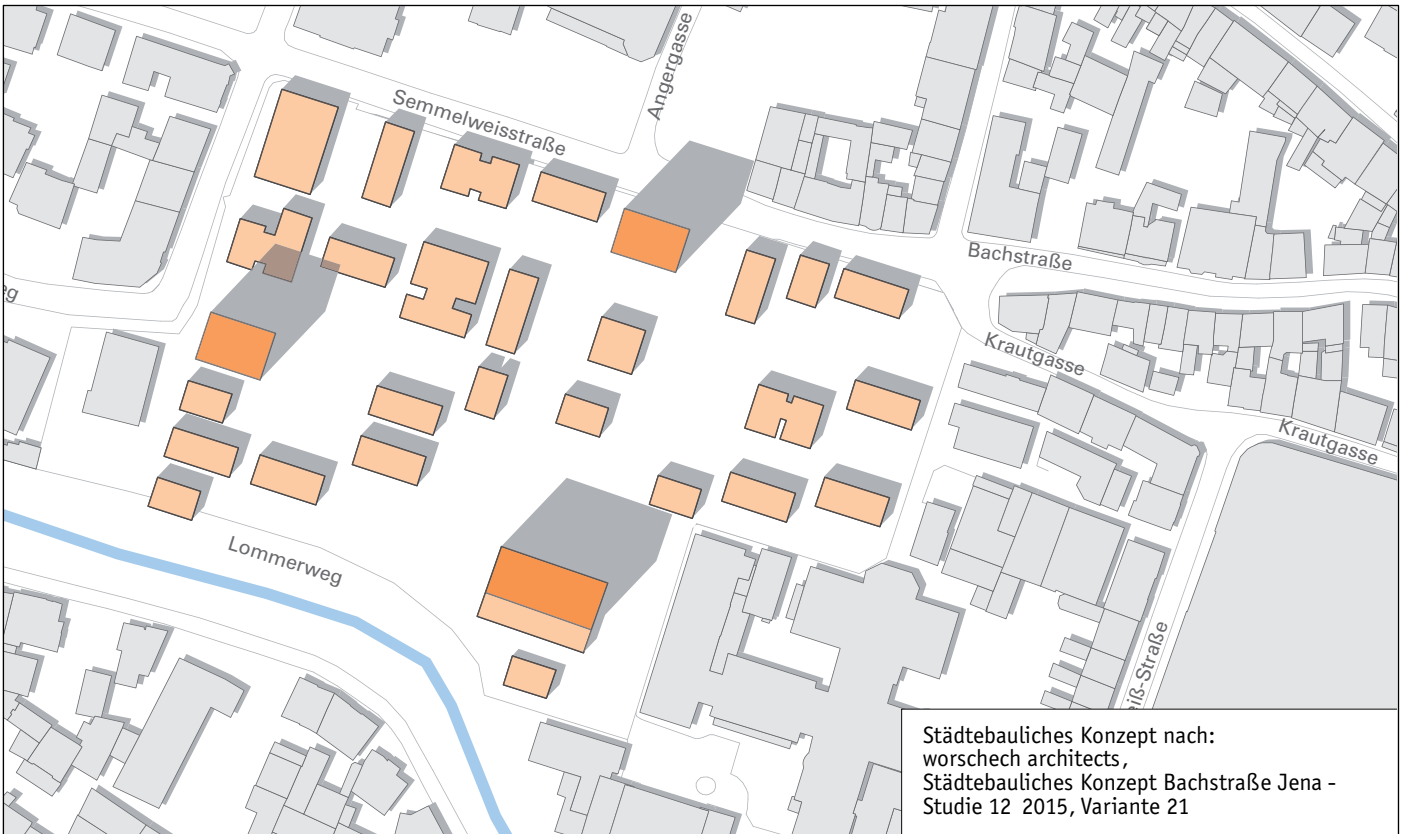 Semmelweisstraße
Angergasse
Bachstraße
eg
Krautgasse
Krautgasse
Lommerweg
eiß-Straße
Städtebauliches Konzept nach:
worschech architects,
Städtebauliches Konzept Bachstraße Jena -
Studie 12 2015, Variante 21